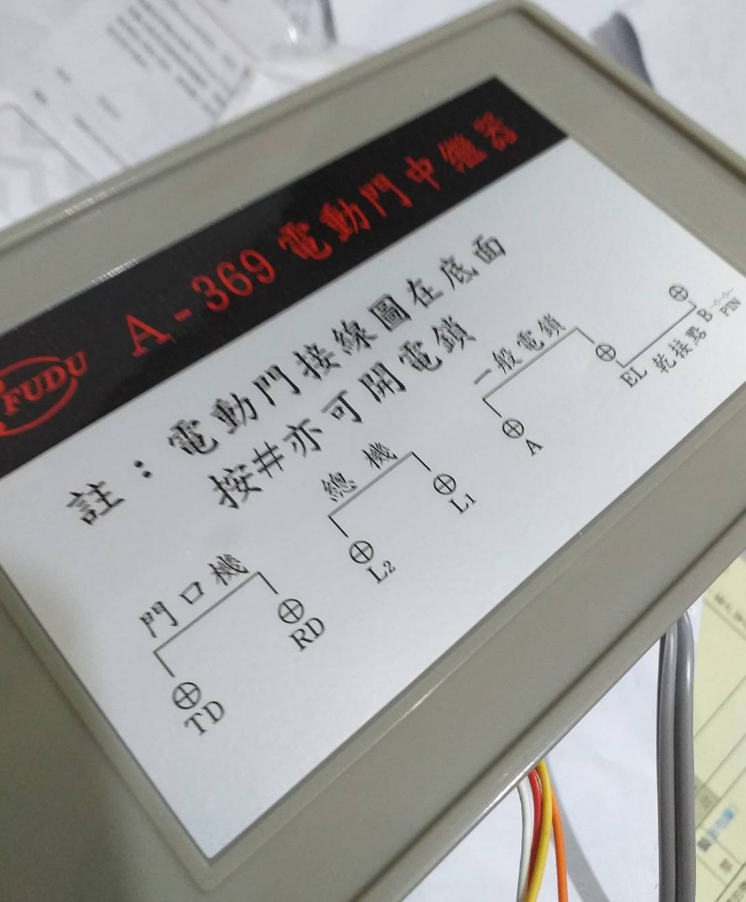 FUDU
A-369 電動門中繼器
註：電動門接線圖在底面
按井亦可開電鎖
門口機
總機
一般電鎖
TD
RD
L2
L1
A
EL
乾接點
B
PIN